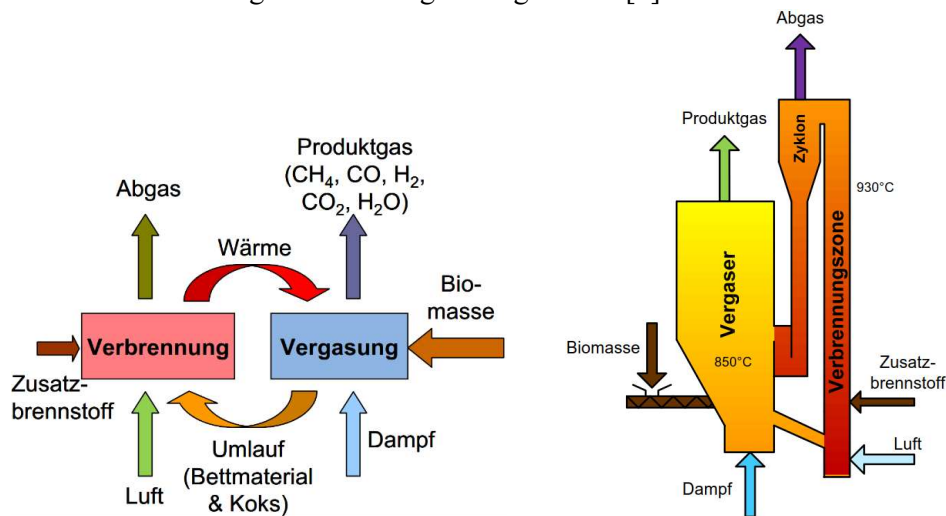 Produktgas
(CH₄, CO, H₂,
CO₂, H₂O)
Abgas
Wärme
Bio-
masse
Verbrennung
Vergasung
Zusatz-
brennstoff
Umlauf
(Bettmaterial
& Koks)
Luft
Dampf
Abgas
Produktgas
Zyklon
930°C
Vergaser
Verbrennungszone
850°C
Biomasse
Zusatz-
brennstoff
Luft
Dampf